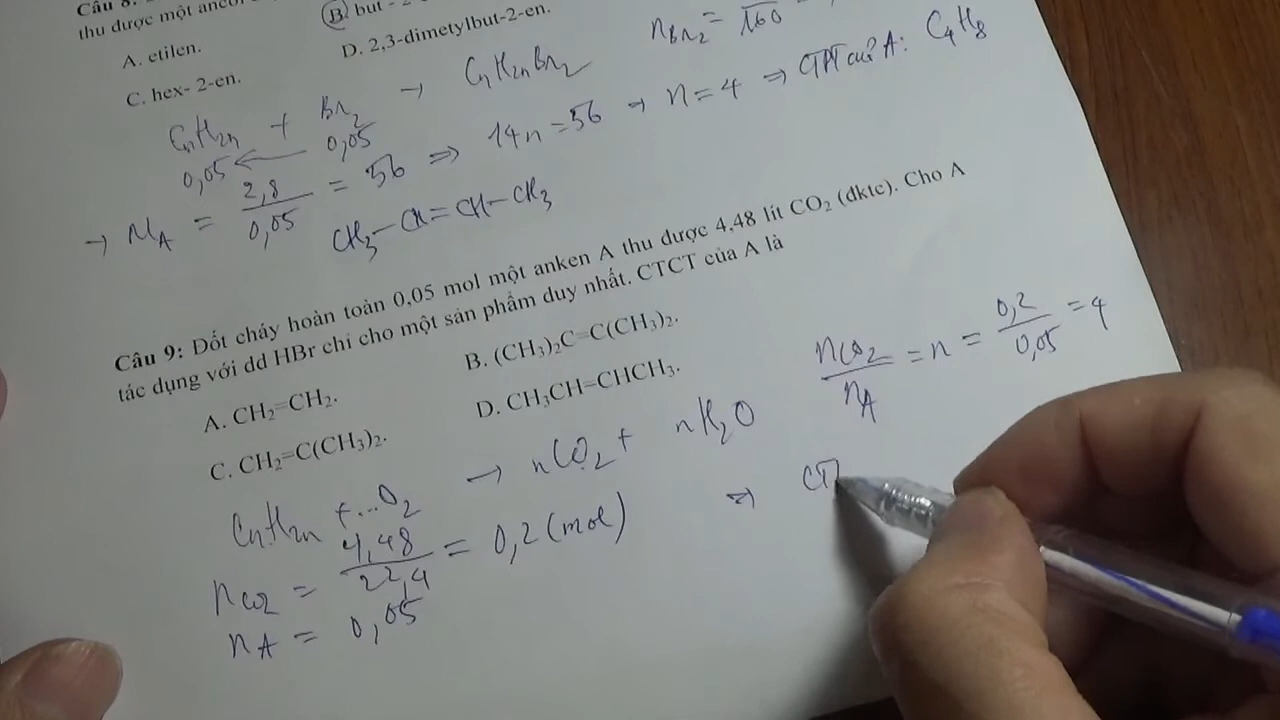 Câu 8:
thu được một
A. etilen.
B but - 2
C. hex- 2-en.
D. 2,3-dimetylbut-2-en.
nBr2 = 160
CnH2n + Br2 → CnH2nBr2
0,05 ← 0,05
→ MA = 2,8 / 0,05 = 56 ⇒ 14n = 56 → n = 4 ⇒ CTPT của A: C4H8
CH3-CH=CH-CH3
Câu 9: Đốt cháy hoàn toàn 0,05 mol một anken A thu được 4,48 lít CO2 (đktc). Cho A
tác dụng với dd HBr chỉ cho một sản phẩm duy nhất. CTCT của A là
A. CH2=CH2.
B. (CH3)2C=C(CH3)2.
C. CH2=C(CH3)2.
D. CH3CH=CHCH3.
CnH2n + ...O2 → nCO2 + nH2O
nCO2 = 4,48 / 22,4 = 0,2 (mol)
nA = 0,05
nCO2 / nA = n = 0,2 / 0,05 = 4
⇒ CT